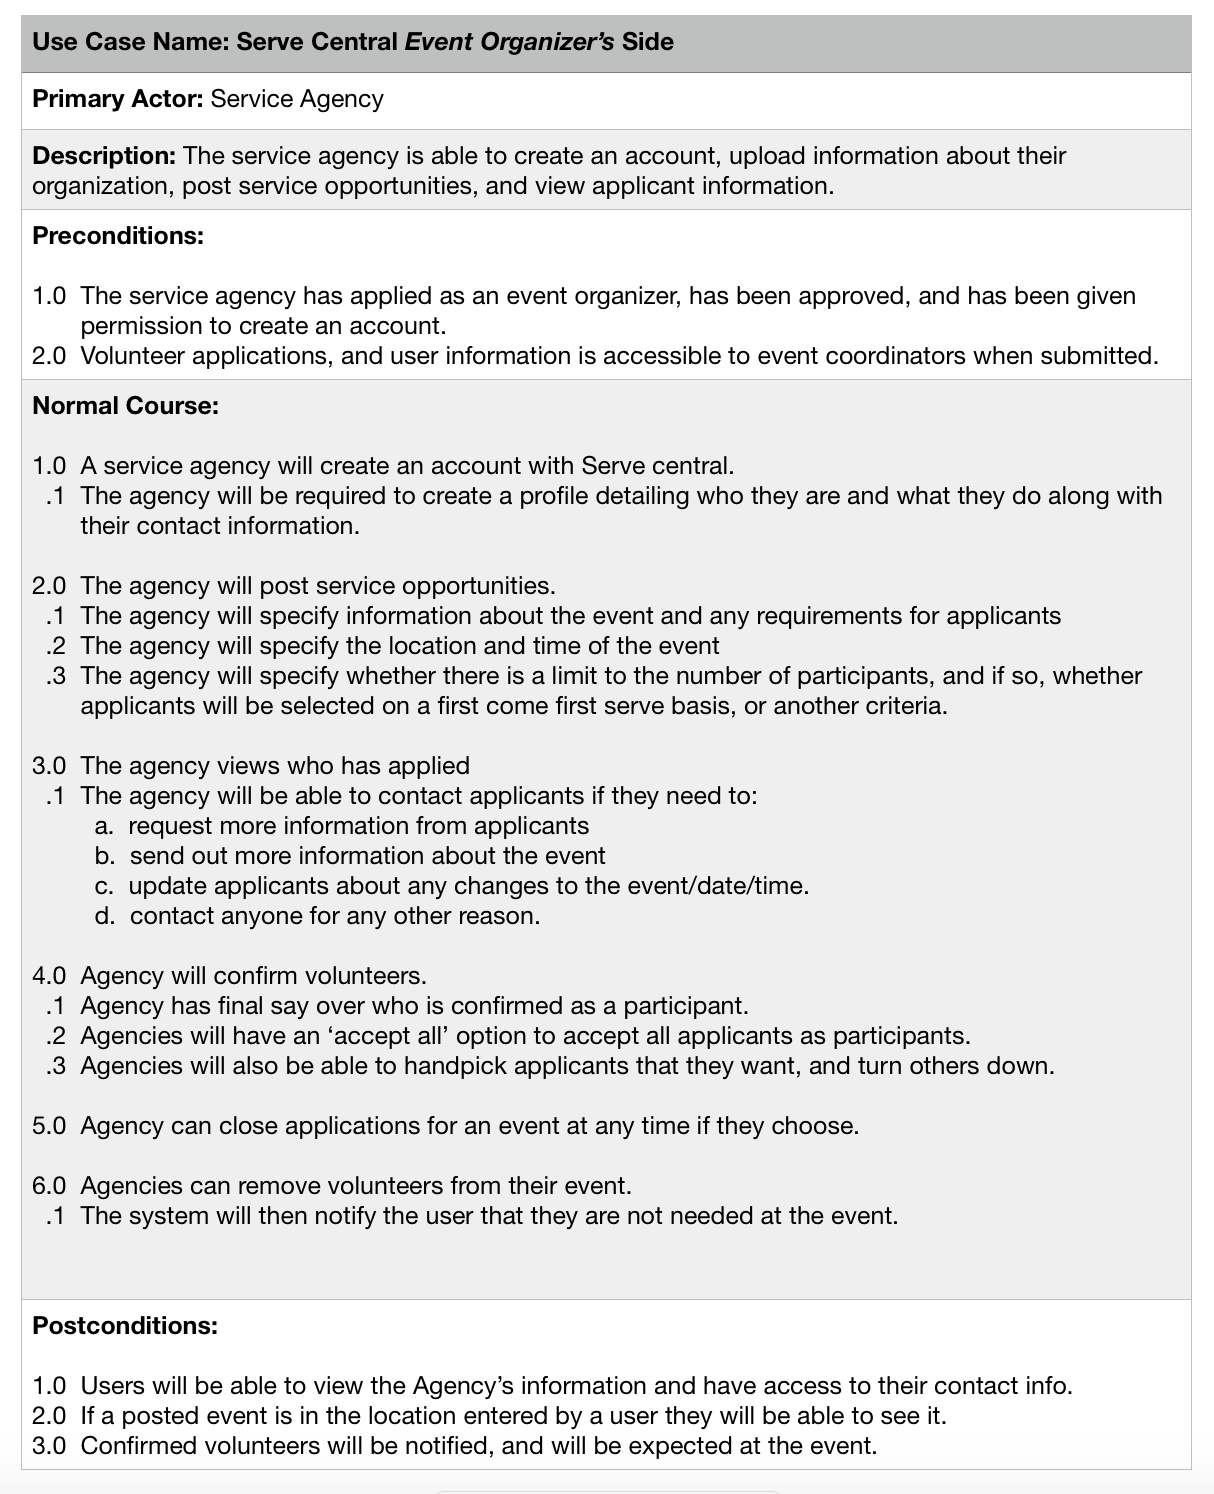 Use Case Name: Serve Central Event Organizer’s Side
Primary Actor: Service Agency
Description: The service agency is able to create an account, upload information about their
organization, post service opportunities, and view applicant information.
Preconditions:
1.0 The service agency has applied as an event organizer, has been approved, and has been given
permission to create an account.
2.0 Volunteer applications, and user information is accessible to event coordinators when submitted.
Normal Course:
1.0 A service agency will create an account with Serve central.
.1 The agency will be required to create a profile detailing who they are and what they do along with
their contact information.
2.0 The agency will post service opportunities.
.1 The agency will specify information about the event and any requirements for applicants
.2 The agency will specify the location and time of the event
.3 The agency will specify whether there is a limit to the number of participants, and if so, whether
applicants will be selected on a first come first serve basis, or another criteria.
3.0 The agency views who has applied
.1 The agency will be able to contact applicants if they need to:
a. request more information from applicants
b. send out more information about the event
c. update applicants about any changes to the event/date/time.
d. contact anyone for any other reason.
4.0 Agency will confirm volunteers.
.1 Agency has final say over who is confirmed as a participant.
.2 Agencies will have an ‘accept all’ option to accept all applicants as participants.
.3 Agencies will also be able to handpick applicants that they want, and turn others down.
5.0 Agency can close applications for an event at any time if they choose.
6.0 Agencies can remove volunteers from their event.
.1 The system will then notify the user that they are not needed at the event.
Postconditions:
1.0 Users will be able to view the Agency’s information and have access to their contact info.
2.0 If a posted event is in the location entered by a user they will be able to see it.
3.0 Confirmed volunteers will be notified, and will be expected at the event.